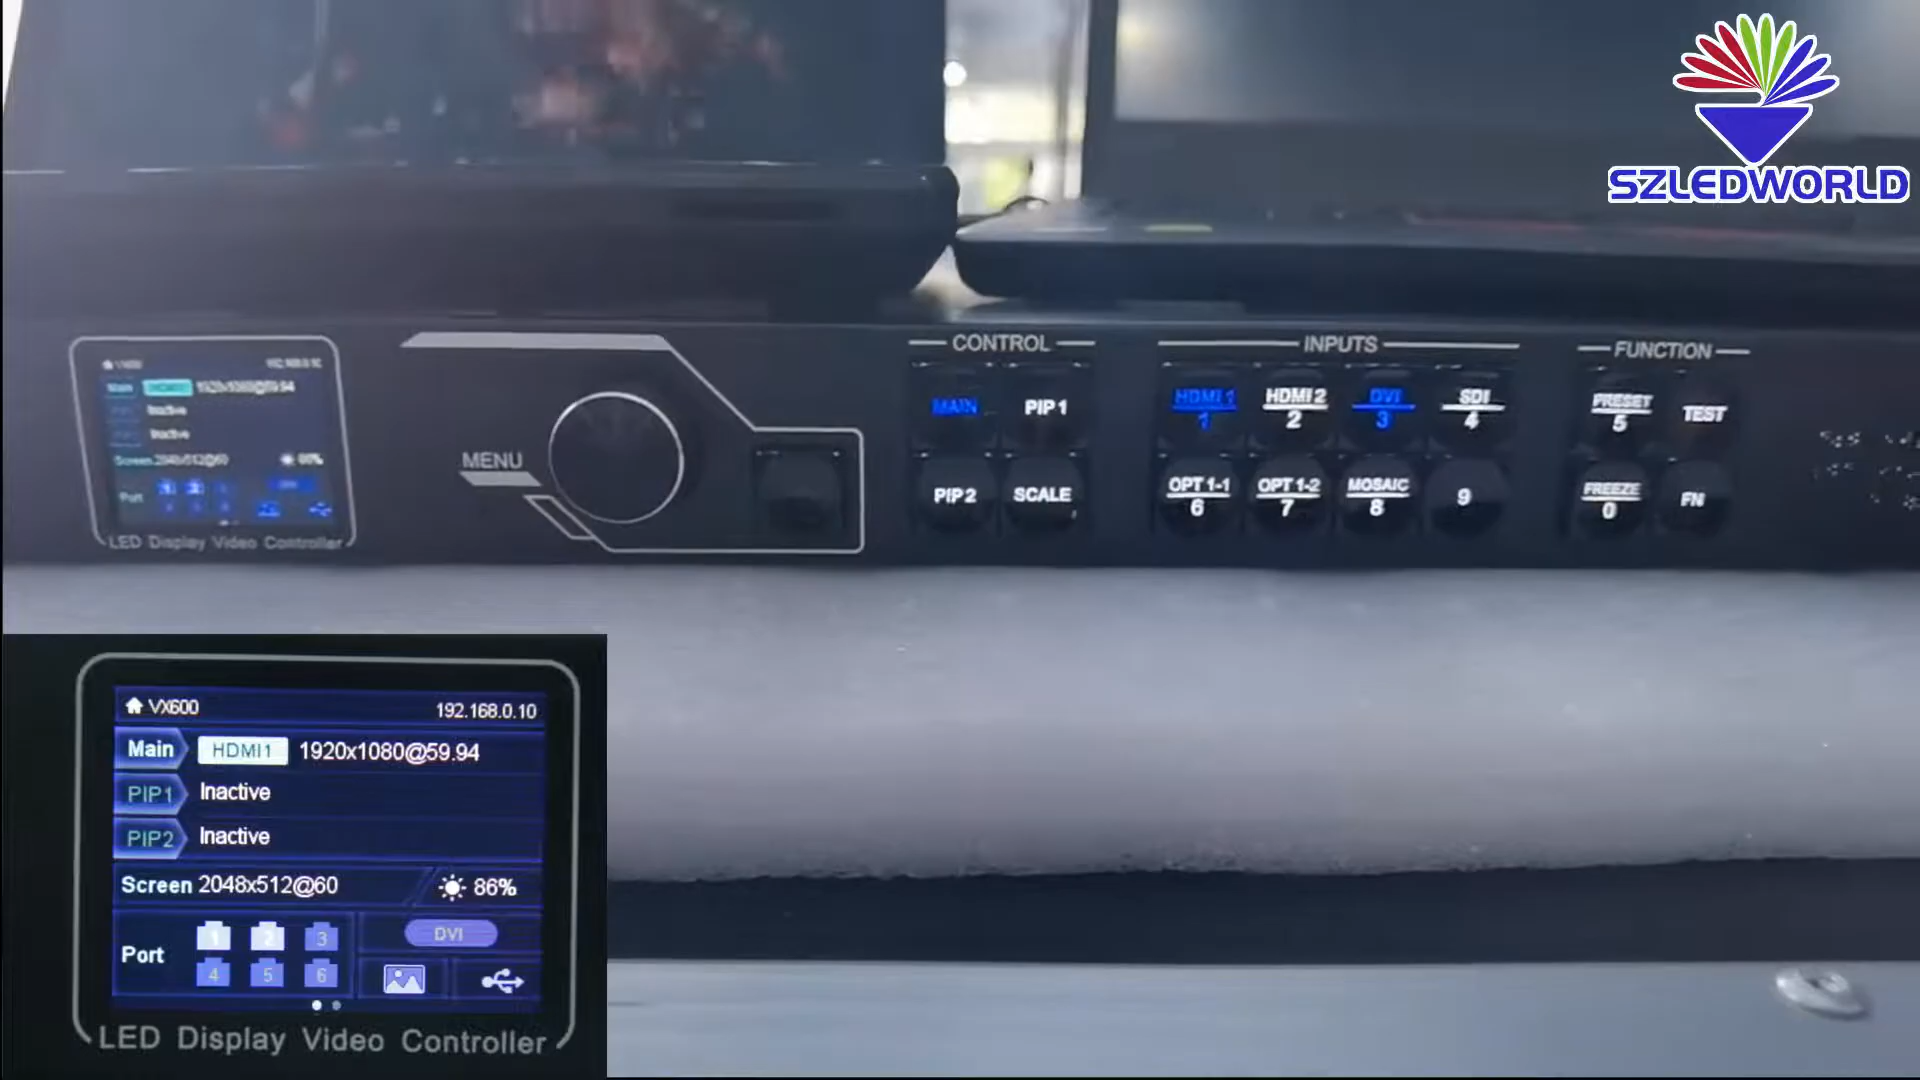 SZLEDWORLD
CONTROL
INPUTS
FUNCTION
MAIN
PIP 1
HDMI 1
1
HDMI 2
2
DVI
3
SDI
4
PRESET
5
TEST
MENU
PIP 2
SCALE
OPT 1-1
6
OPT 1-2
7
MOSAIC
8
9
FREEZE
0
FN
LED Display Video Controller
VX600
192.168.0.10
Main HDMI1 1920x1080@59.94
PIP1 Inactive
PIP2 Inactive
Screen 2048x512@60
86%
Port
1 2 3
4 5 6
DVI
LED Display Video Controller